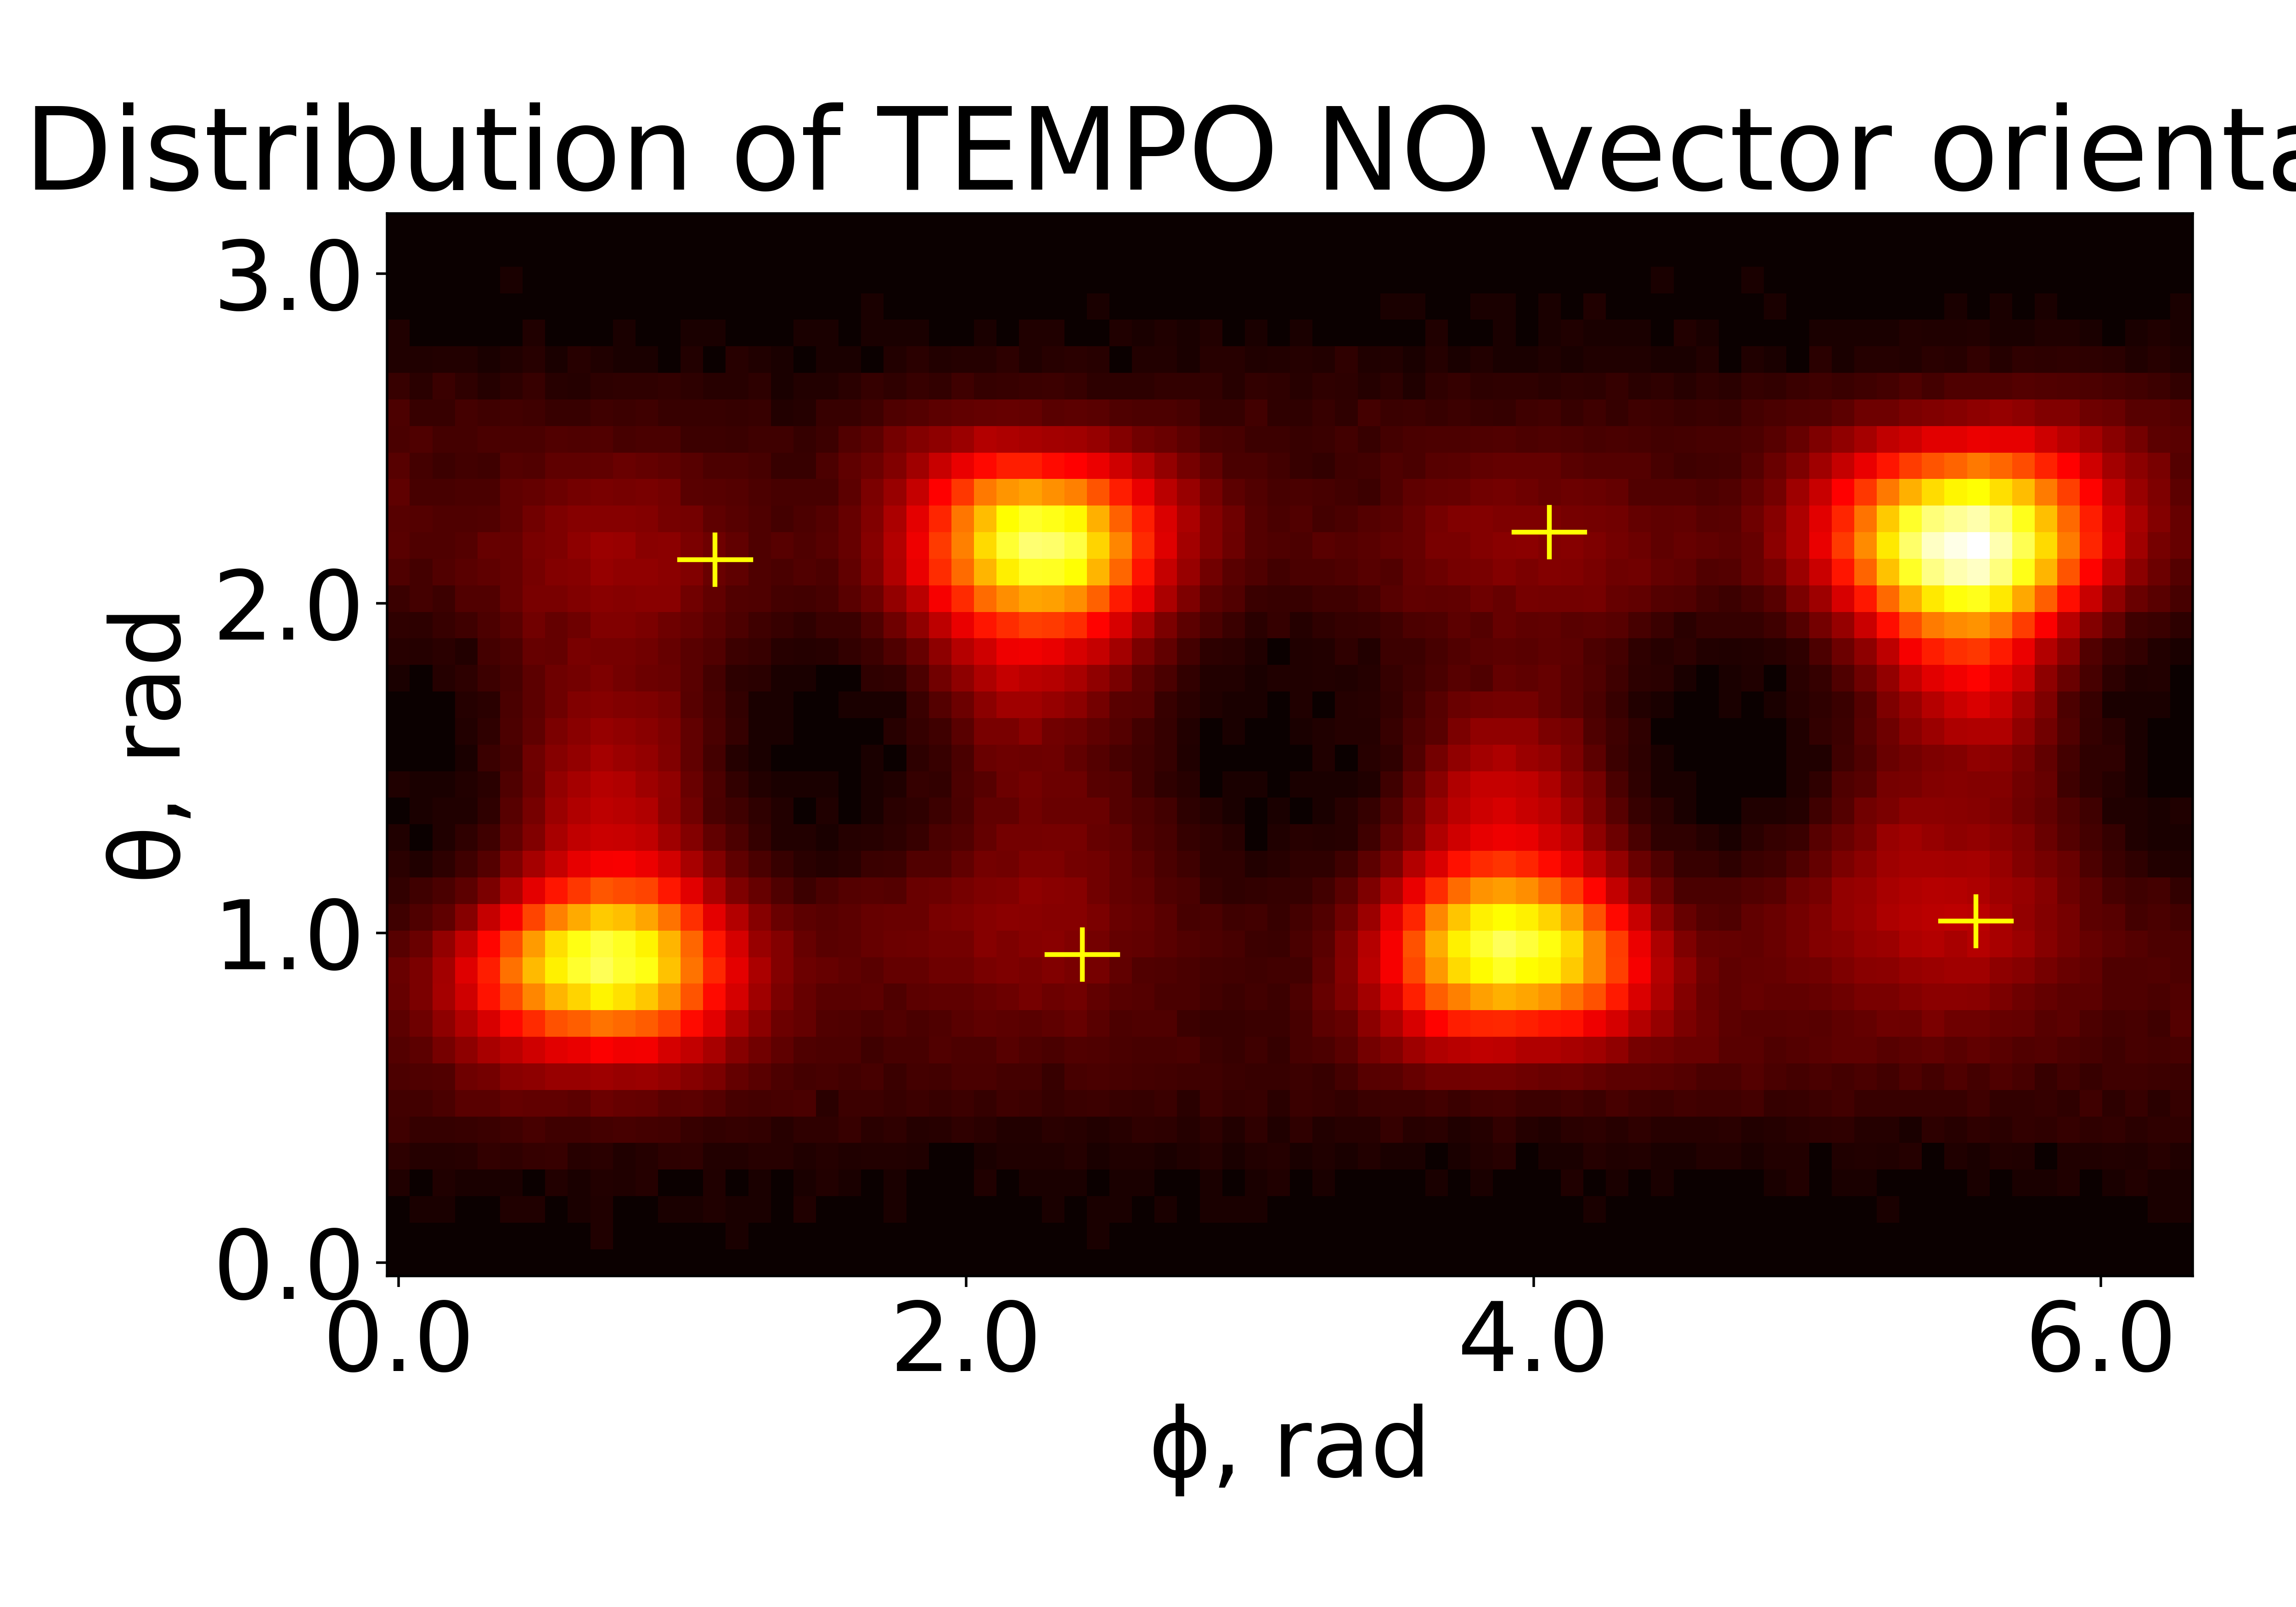 Distribution of TEMPO NO vector orienta
3.0
2.0
1.0
0.0
θ, rad
0.0 2.0 4.0 6.0
ϕ, rad